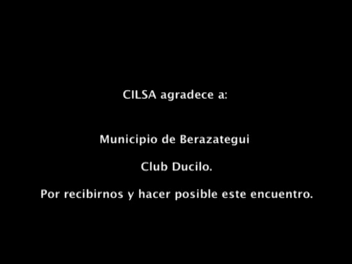 CILSA agradece a:
Municipio de Berazategui
Club Ducilo.
Por recibirnos y hacer posible este encuentro.